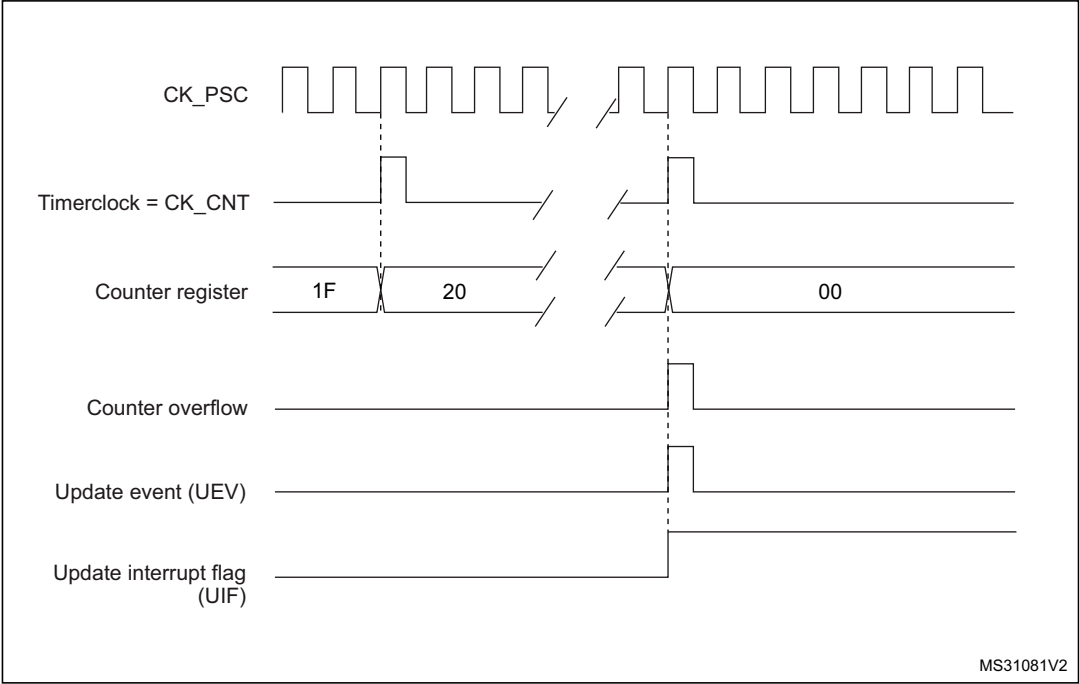 CK_PSC
Timerclock = CK_CNT
Counter register
1F
20
00
Counter overflow
Update event (UEV)
Update interrupt flag
(UIF)
MS31081V2